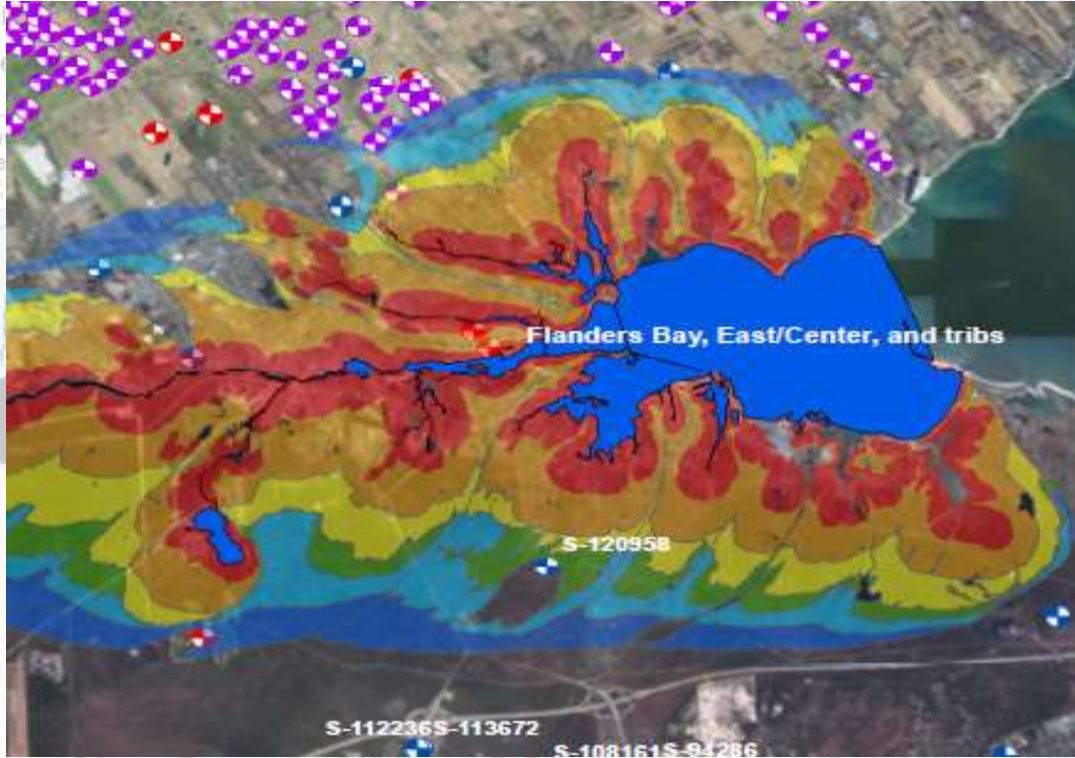 Flanders Bay, East/Center, and tribs
S-120958
S-112236S-113672
S-108161S-94286